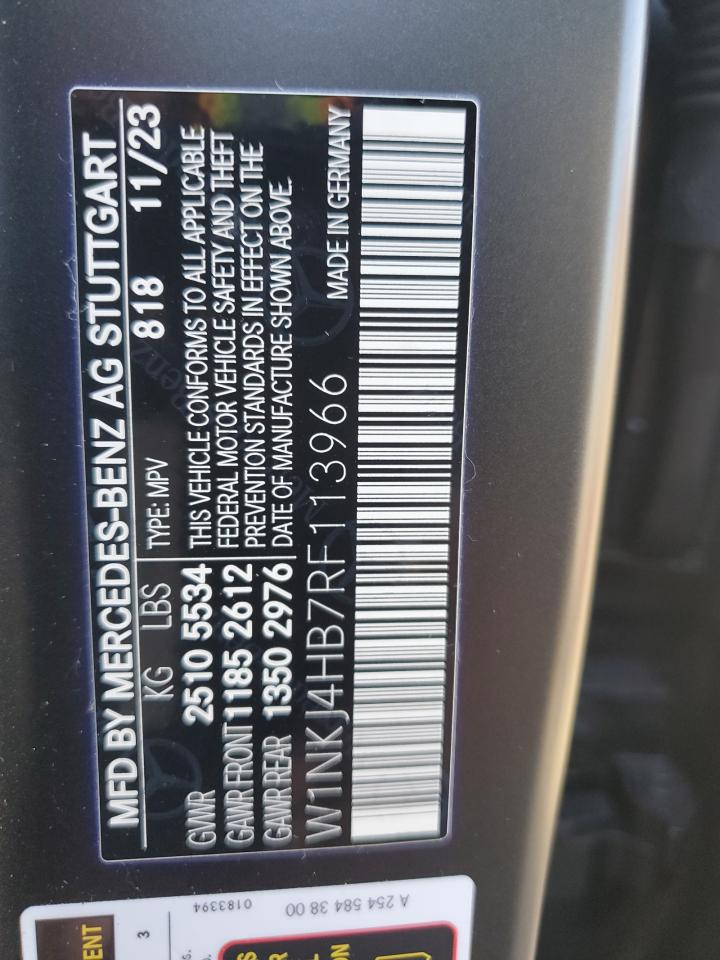 MFD BY MERCEDES-BENZ AG STUTTGART
KG LBS TYPE: MPV 818 11/23
GVWR 2510 5534
GAWR FRONT 1185 2612
GAWR REAR 1350 2976
THIS VEHICLE CONFORMS TO ALL APPLICABLE
FEDERAL MOTOR VEHICLE SAFETY AND THEFT
PREVENTION STANDARDS IN EFFECT ON THE
DATE OF MANUFACTURE SHOWN ABOVE.
W1NKJ4HB7RF113966 MADE IN GERMANY
A 254 584 38 00
0183394
3